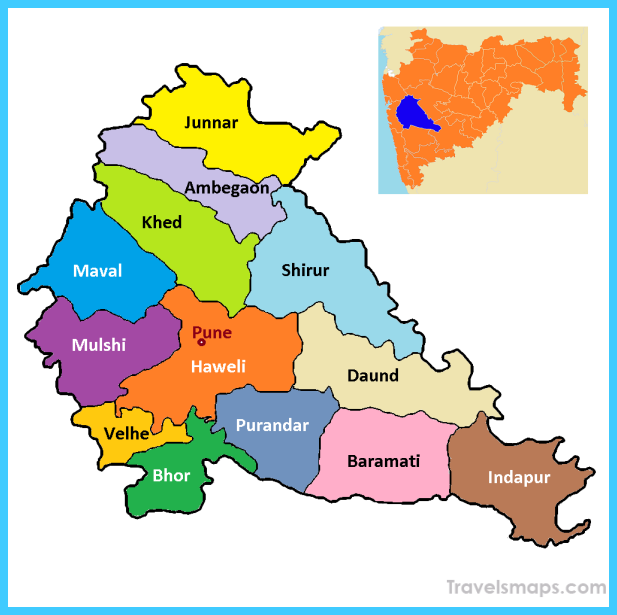 Junnar
Ambegaon
Khed
Maval
Shirur
Pune
Mulshi
Haweli
Daund
Velhe
Purandar
Baramati
Bhor
Indapur
Travelsmaps.com